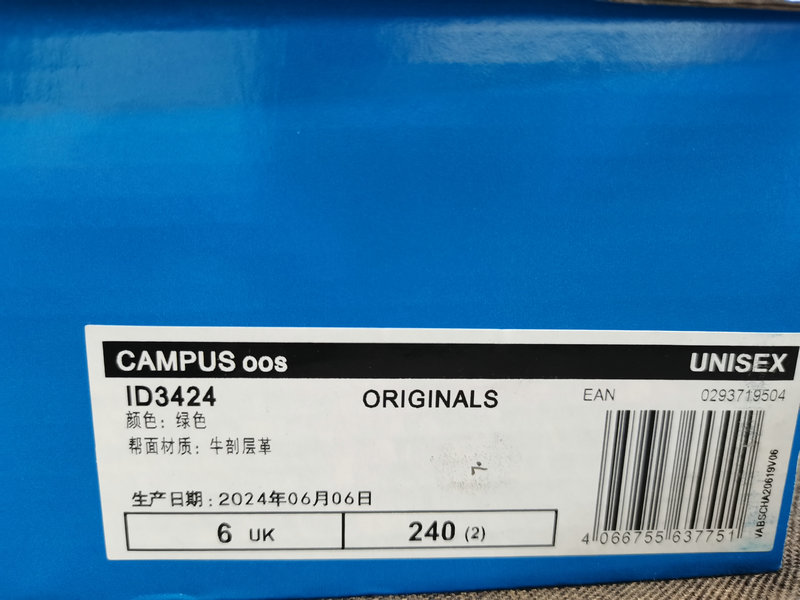 CAMPUS 00s UNISEX
ID3424 ORIGINALS EAN 0293719504
颜色：绿色
帮面材质：牛剖层革
生产日期：2024年06月06日
6 UK 240 (2)
4 066755 637751
VABSCHA20619V06